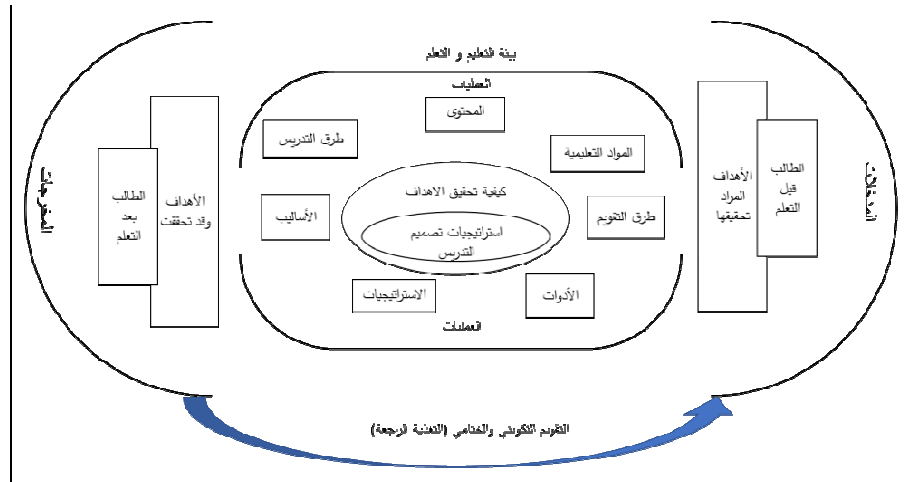 بيئة التعليم و التعلم
العمليات
المحتوى
المدخلات
الطالب
قبل
التعلم
الأهداف
المراد
تحقيقها
المواد التعليمية
طرق التدريس
طرق التقويم
كيفية تحقيق الاهداف
استراتيجيات تصميم
التدريس
الأساليب
الأدوات
الاستراتيجيات
العمليات
الأهداف
وقد تحققت
الطالب
بعد
التعلم
المخرجات
التقويم التكويني والختامي (التغذية لرجعة)